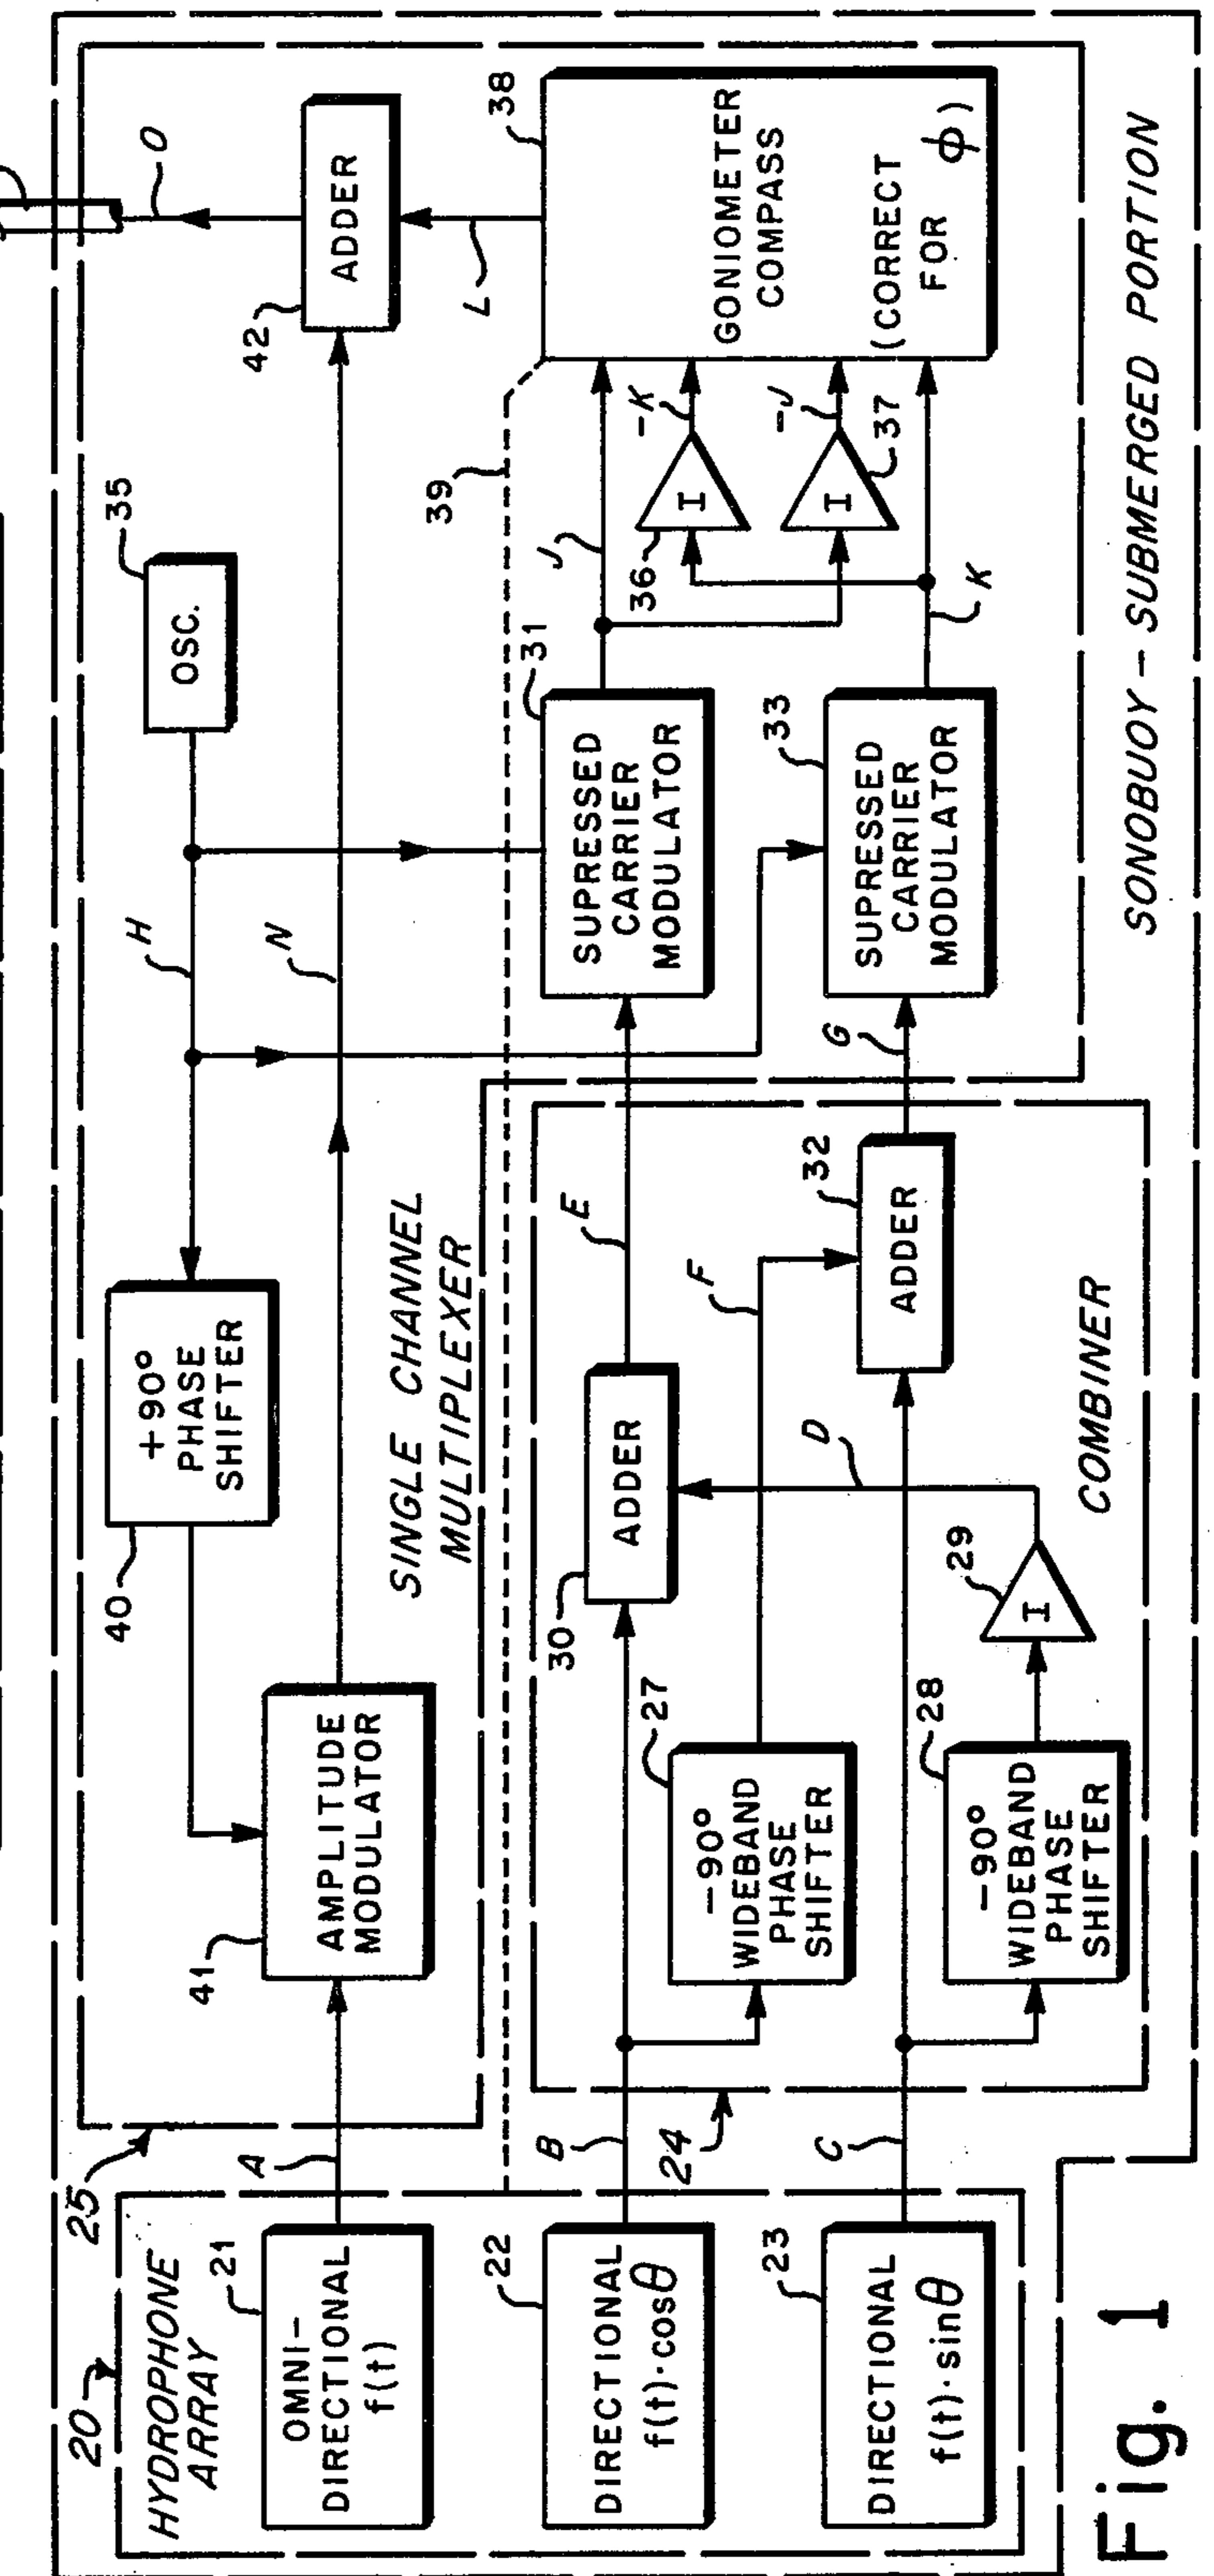 20
HYDROPHONE
ARRAY
21
OMNI-
DIRECTIONAL
f(t)
22
DIRECTIONAL
f(t)·cosθ
23
DIRECTIONAL
f(t)·sinθ
A
B
C
25
24
41
AMPLITUDE
MODULATOR
40
+90°
PHASE
SHIFTER
SINGLE CHANNEL
MULTIPLEXER
27
-90°
WIDEBAND
PHASE
SHIFTER
28
-90°
WIDEBAND
PHASE
SHIFTER
29
I
30
ADDER
D
E
F
32
ADDER
COMBINER
G
H
N
35
OSC.
31
SUPRESSED
CARRIER
MODULATOR
33
SUPRESSED
CARRIER
MODULATOR
39
J
K
36
I
-K
37
I
-J
38
GONIOMETER
COMPASS
(CORRECT
FOR ϕ)
L
42
ADDER
O
SONOBUOY - SUBMERGED PORTION
Fig. 1